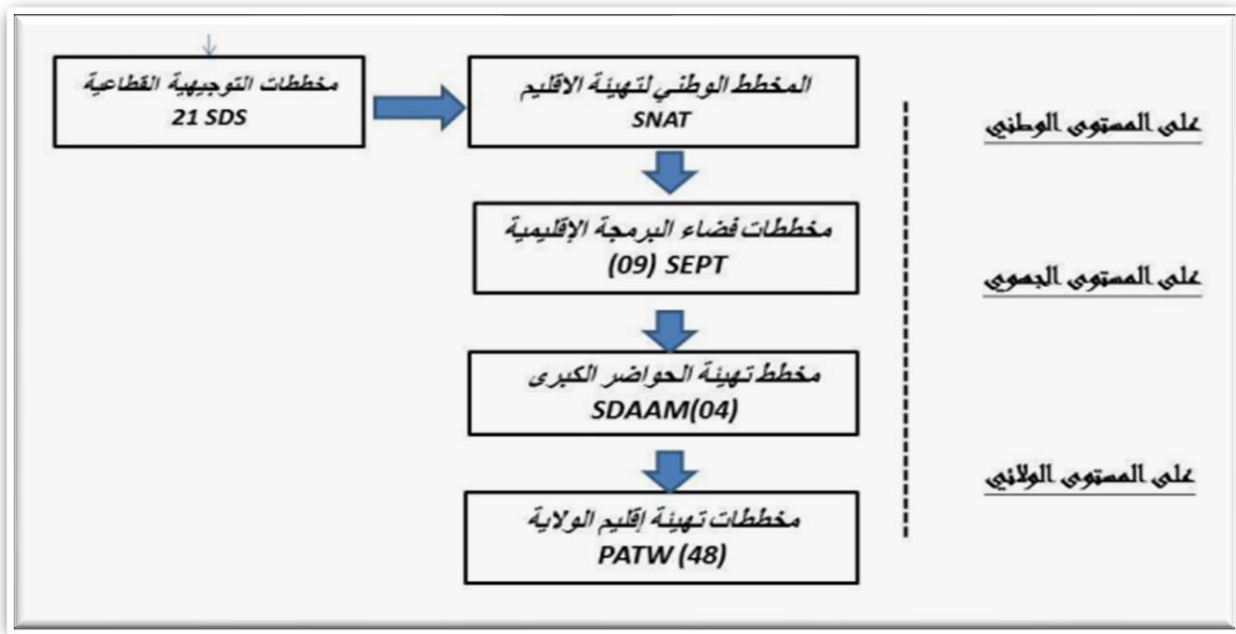 على المستوى الوطني
المخطط الوطني لتهيئة الاقليم
SNAT
مخططات التوجيهية القطاعية
21 SDS
على المستوى الجهوي
مخططات فضاء البرمجة الإقليمية
(09) SEPT
مخطط تهيئة الحواضر الكبرى
SDAAM(04)
على المستوى الولائي
مخططات تهيئة إقليم الولاية
PATW (48)